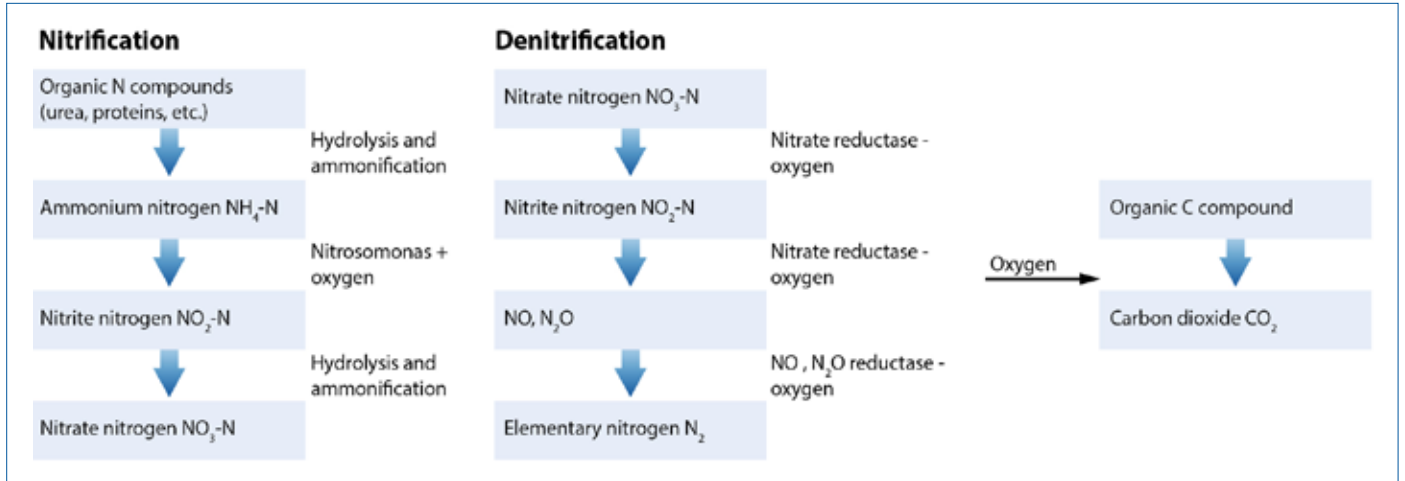 Nitrification
Organic N compounds
(urea, proteins, etc.)
Hydrolysis and
ammonification
Ammonium nitrogen NH₄-N
Nitrosomonas +
oxygen
Nitrite nitrogen NO₂-N
Hydrolysis and
ammonification
Nitrate nitrogen NO₃-N
Denitrification
Nitrate nitrogen NO₃-N
Nitrate reductase -
oxygen
Nitrite nitrogen NO₂-N
Nitrate reductase -
oxygen
NO, N₂O
NO , N₂O reductase -
oxygen
Elementary nitrogen N₂
Oxygen
Organic C compound
Carbon dioxide CO₂